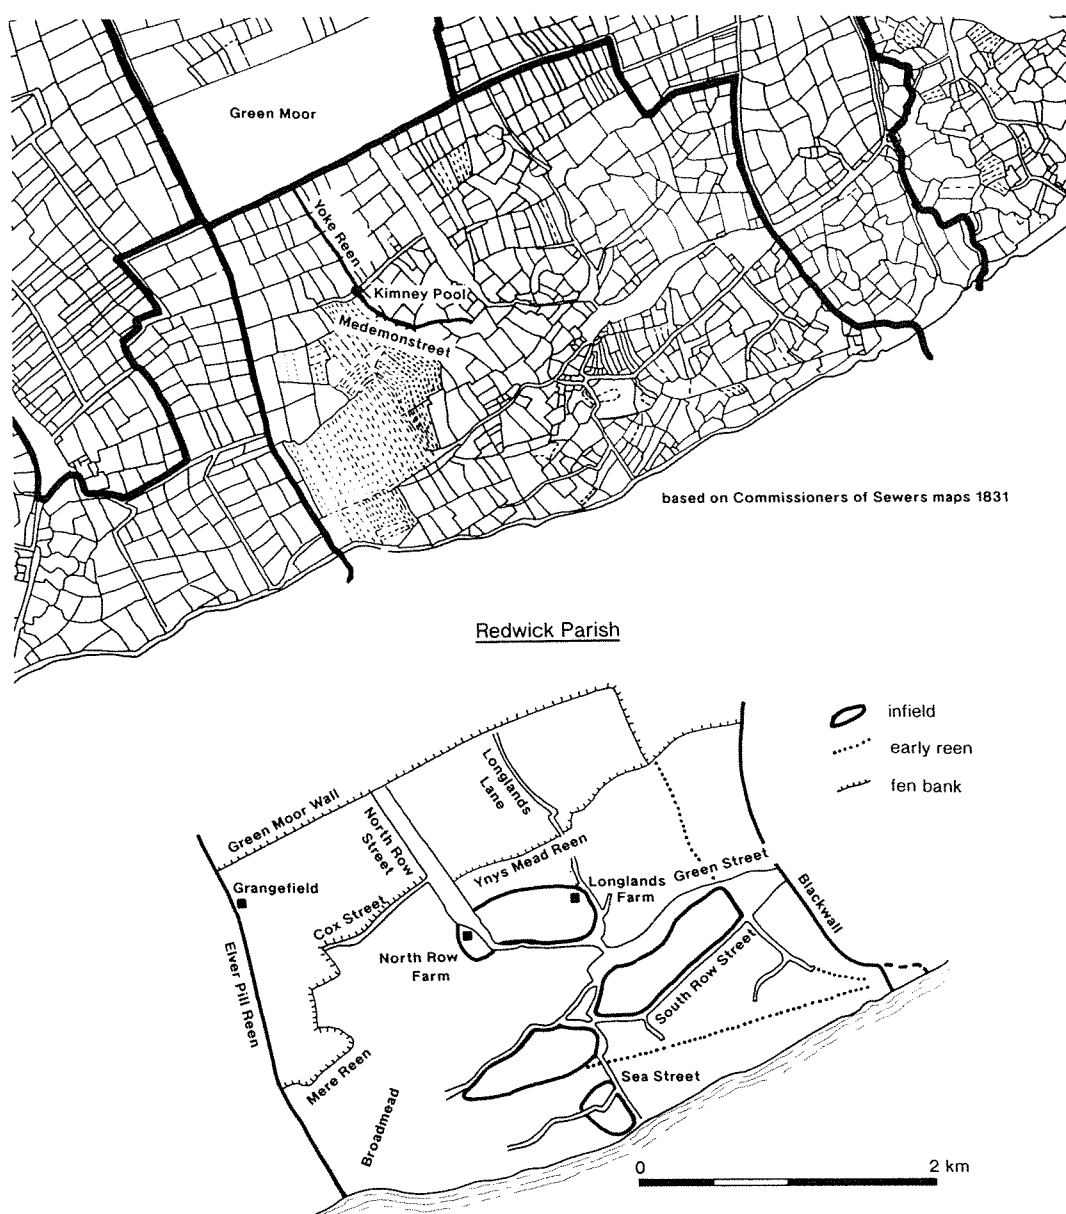 Green Moor
Yoke Reen
Kimney Pool
Medemonstreet
based on Commissioners of Sewers maps 1831
Redwick Parish
infield
early reen
fen bank
Longlands
Lane
Green Moor Wall
North Row
Street
Ynys Mead Reen
Green Street
Grangefield
Longlands
Farm
Blackwall
Cox Street
North Row
Farm
South Row Street
Elver Pill Reen
Mere Reen
Sea Street
Broadmead
0
2 km